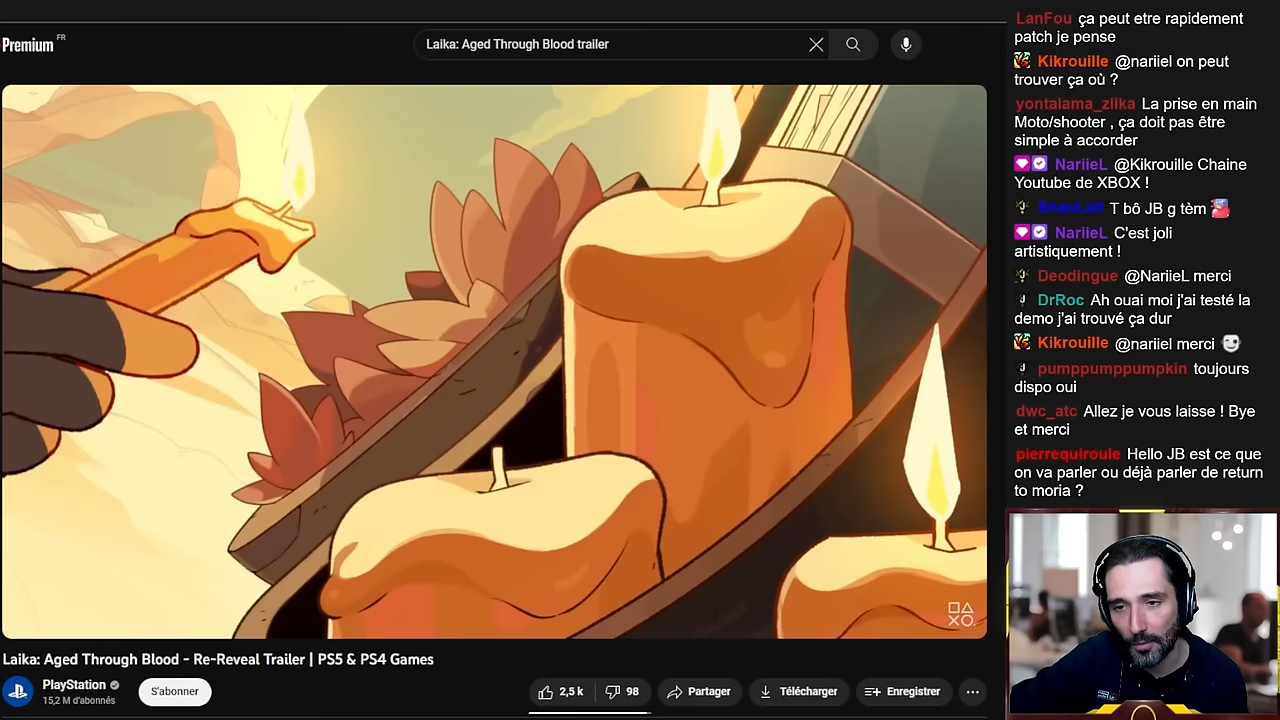 Premium FR
Laika: Aged Through Blood trailer
Laika: Aged Through Blood - Re-Reveal Trailer | PS5 & PS4 Games
PlayStation
15,2 M d'abonnés
S'abonner
2,5 k
98
Partager
Télécharger
Enregistrer
LanFou ça peut etre rapidement
patch je pense
Kikrouille @nariiel on peut
trouver ça où ?
yontalama_zlika La prise en main
Moto/shooter , ça doit pas être
simple à accorder
NariieL @Kikrouille Chaine
Youtube de XBOX !
ShaoLait T bô JB g tèm
NariieL C'est joli
artistiquement !
Deodingue @NariieL merci
DrRoc Ah ouai moi j'ai testé la
demo j'ai trouvé ça dur
Kikrouille @nariiel merci
pumppumppumpkin toujours
dispo oui
dwc_atc Allez je vous laisse ! Bye
et merci
pierrequiroule Hello JB est ce que
on va parler ou déjà parler de return
to moria ?